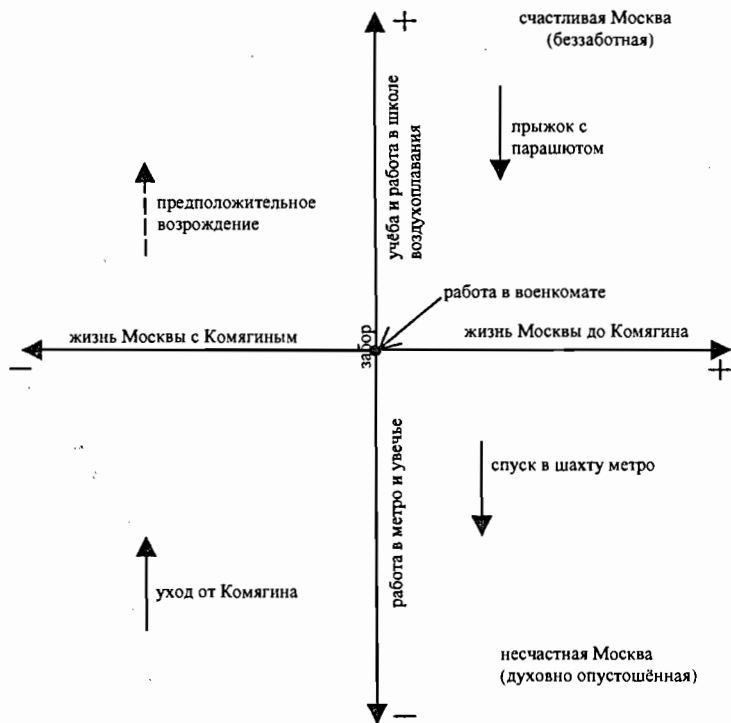 +
счастливая Москва
(беззаботная)
учёба и работа в школе
воздухоплавания
прыжок с
парашютом
предположительное
возрождение
работа в военкомате
жизнь Москвы с Комягиным
забор
жизнь Москвы до Комягина
–
+
работа в метро и увечье
спуск в шахту метро
уход от Комягина
несчастная Москва
(духовно опустошённая)
–